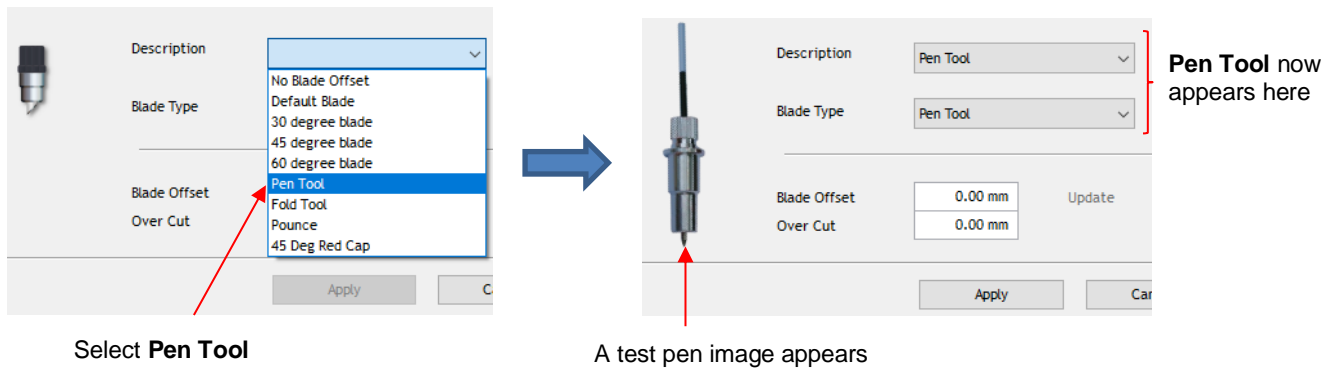 Description
No Blade Offset
Default Blade
Blade Type
30 degree blade
45 degree blade
60 degree blade
Pen Tool
Blade Offset
Fold Tool
Over Cut
Pounce
45 Deg Red Cap
Apply
Select Pen Tool
Description
Pen Tool
Blade Type
Pen Tool
Pen Tool now
appears here
Blade Offset
0.00 mm
Update
Over Cut
0.00 mm
Apply
A test pen image appears